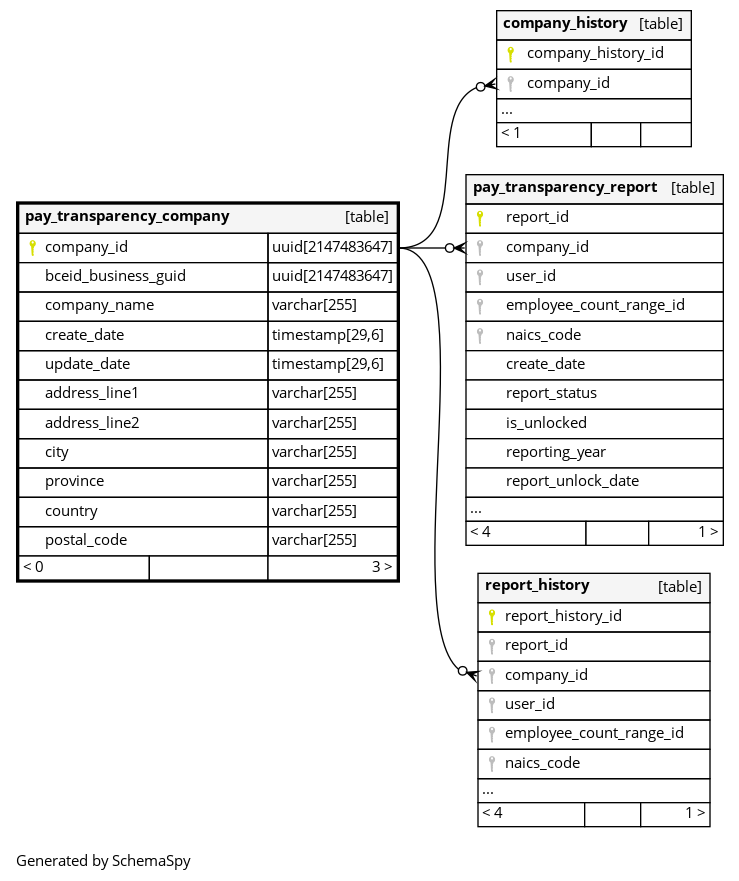 company_history [table]
company_history_id
company_id
...
< 1
pay_transparency_company [table]
company_id uuid[2147483647]
bceid_business_guid uuid[2147483647]
company_name varchar[255]
create_date timestamp[29,6]
update_date timestamp[29,6]
address_line1 varchar[255]
address_line2 varchar[255]
city varchar[255]
province varchar[255]
country varchar[255]
postal_code varchar[255]
< 0 3 >
pay_transparency_report [table]
report_id
company_id
user_id
employee_count_range_id
naics_code
create_date
report_status
is_unlocked
reporting_year
report_unlock_date
...
< 4 1 >
report_history [table]
report_history_id
report_id
company_id
user_id
employee_count_range_id
naics_code
...
< 4 1 >
Generated by SchemaSpy